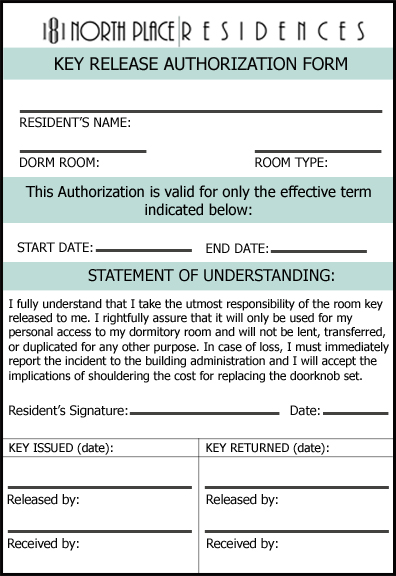 181 NORTH PLACE RESIDENCES
KEY RELEASE AUTHORIZATION FORM
RESIDENT'S NAME:
DORM ROOM: ROOM TYPE:
This Authorization is valid for only the effective term
indicated below:
START DATE: END DATE:
STATEMENT OF UNDERSTANDING:
I fully understand that I take the utmost responsibility of the room key
released to me. I rightfully assure that it will only be used for my
personal access to my dormitory room and will not be lent, transferred,
or duplicated for any other purpose. In case of loss, I must immediately
report the incident to the building administration and I will accept the
implications of shouldering the cost for replacing the doorknob set.
Resident's Signature: Date:
KEY ISSUED (date): KEY RETURNED (date):
Released by: Released by:
Received by: Received by: